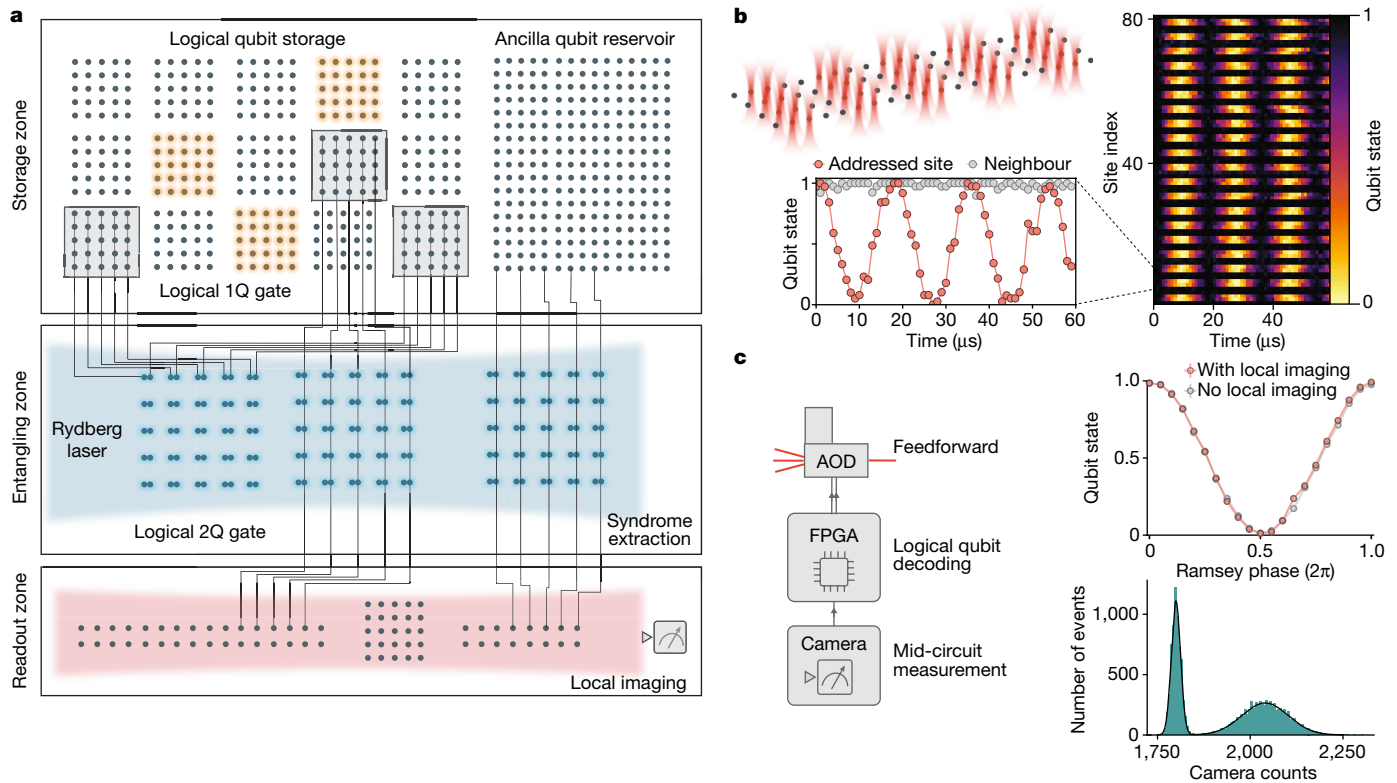 a
Logical qubit storage
Ancilla qubit reservoir
Storage zone
Logical 1Q gate
Entangling zone
Rydberg
laser
Logical 2Q gate
Syndrome
extraction
Readout zone
Local imaging
b
Addressed site
Neighbour
Qubit state
1
0
0
10
20
30
40
50
60
Time (µs)
Site index
80
40
0
20
40
Time (µs)
1
0
Qubit state
c
AOD
Feedforward
FPGA
Logical qubit
decoding
Camera
Mid-circuit
measurement
With local imaging
No local imaging
Qubit state
1.0
0.5
0
0
0.5
1.0
Ramsey phase (2π)
Number of events
1,000
500
0
1,750
2,000
2,250
Camera counts